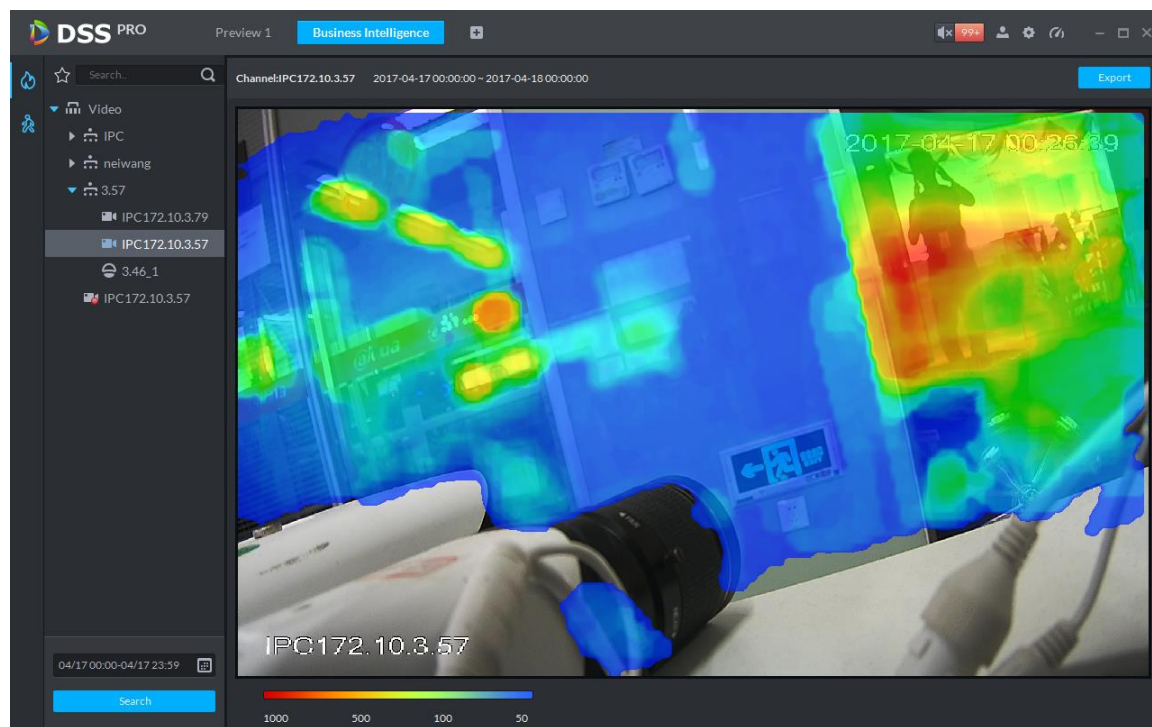 DSS PRO
Preview 1
Business Intelligence
99+
Search..
Channel:IPC172.10.3.57
2017-04-17 00:00:00 ~ 2017-04-18 00:00:00
Export
Video
IPC
neiwang
3.57
IPC172.10.3.79
IPC172.10.3.57
3.46_1
IPC172.10.3.57
2017-04-17 00:26:39
IPC172.10.3.57
04/17 00:00-04/17 23:59
Search
1000 500 100 50